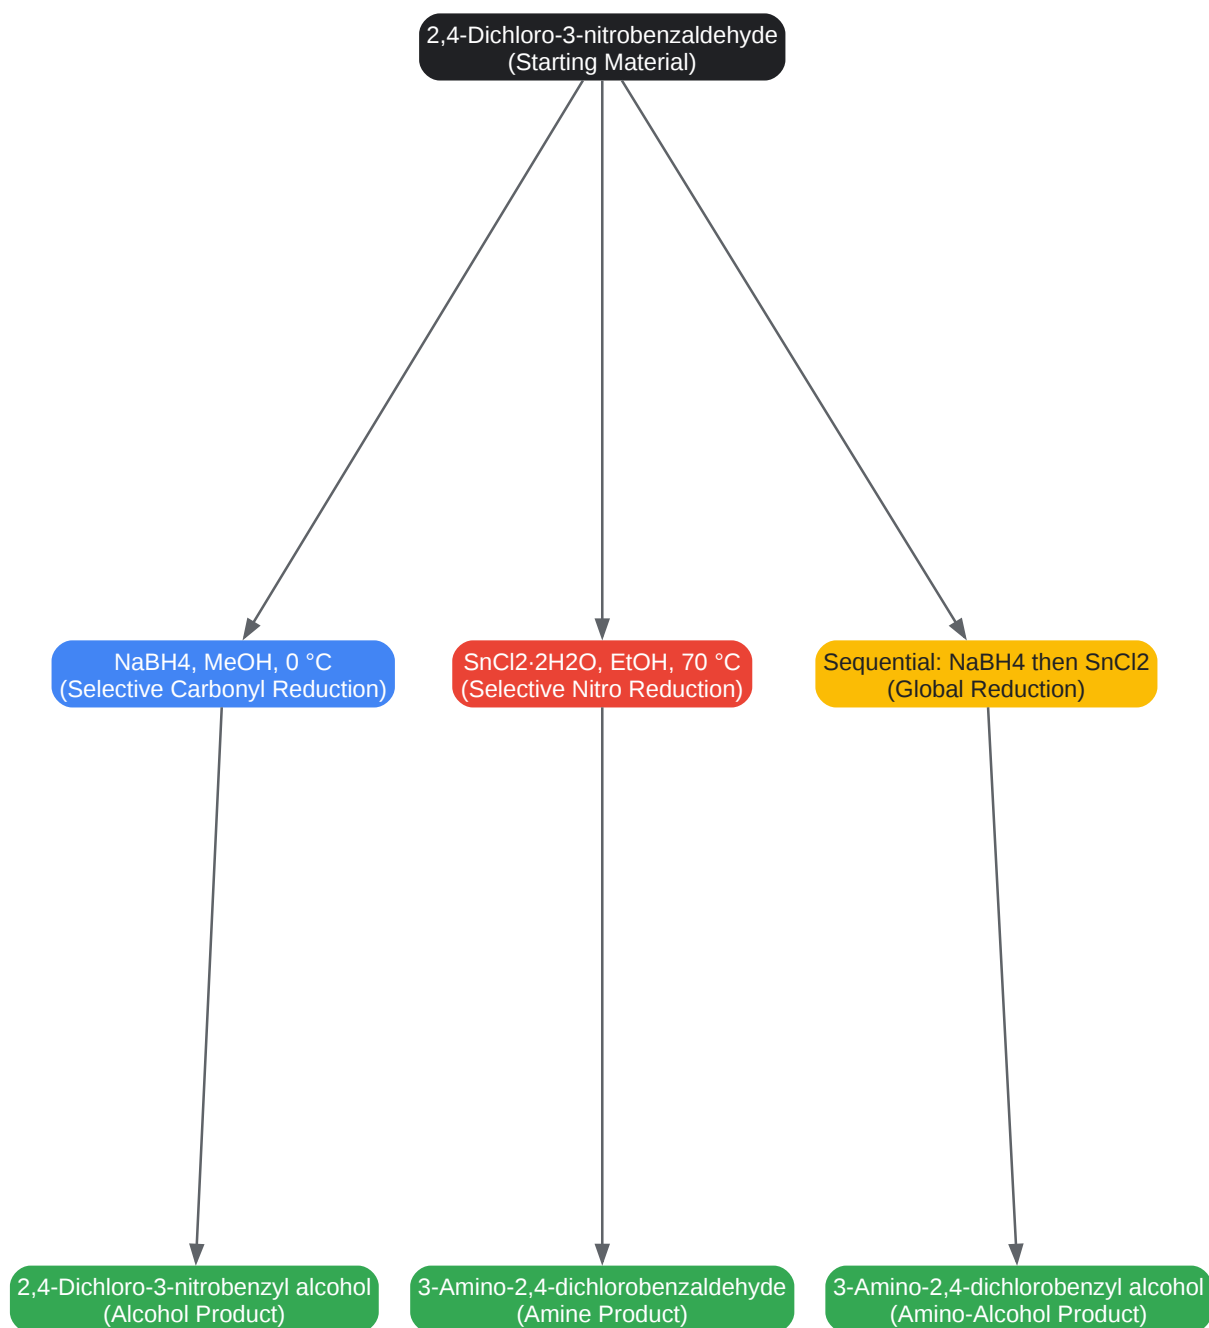 2,4-Dichloro-3-nitrobenzaldehyde
(Starting Material)
NaBH4, MeOH, 0 °C
(Selective Carbonyl Reduction)
SnCl2·2H2O, EtOH, 70 °C
(Selective Nitro Reduction)
Sequential: NaBH4 then SnCl2
(Global Reduction)
2,4-Dichloro-3-nitrobenzyl alcohol
(Alcohol Product)
3-Amino-2,4-dichlorobenzaldehyde
(Amine Product)
3-Amino-2,4-dichlorobenzyl alcohol
(Amino-Alcohol Product)